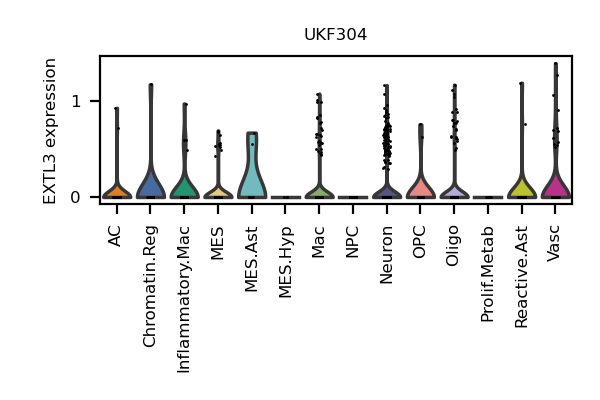 UKF304
EXTL3 expression
1
0
AC
Chromatin.Reg
Inflammatory.Mac
MES
MES.Ast
MES.Hyp
Mac
NPC
Neuron
OPC
Oligo
Prolif.Metab
Reactive.Ast
Vasc